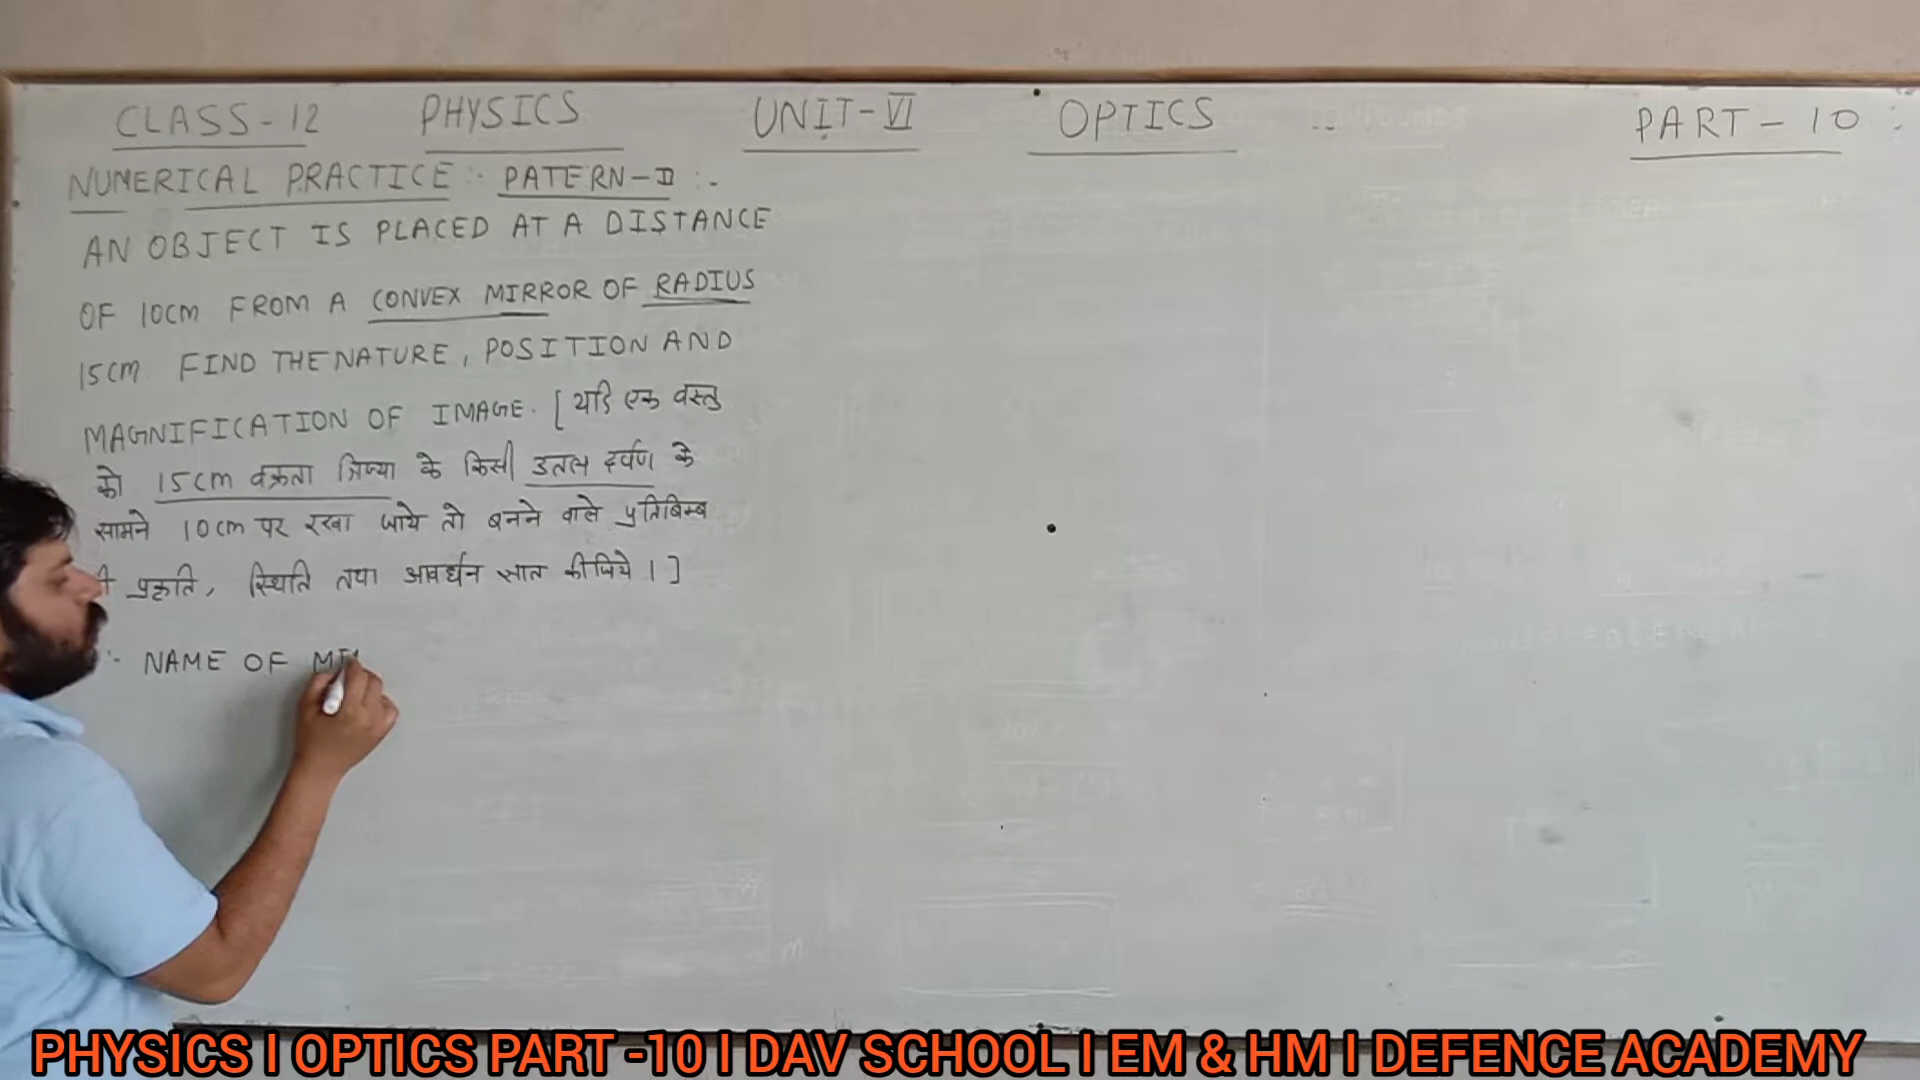 CLASS-12 PHYSICS UNIT-VI OPTICS PART-10:
NUMERICAL PRACTICE :- PATERN-D :-
AN OBJECT IS PLACED AT A DISTANCE
OF 10CM FROM A CONVEX MIRROR OF RADIUS
15CM. FIND THE NATURE, POSITION AND
MAGNIFICATION OF IMAGE. [यदि एक वस्तु
को 15cm वक्रता त्रिज्या के किसी उत्तल दर्पण के
सामने 10cm पर रखा जाये तो बनने वाले प्रतिबिम्ब
प्रकृति, स्थिति तथा आवर्धन ज्ञात कीजिये।]
:- NAME OF
PHYSICS I OPTICS PART -10 I DAV SCHOOL I EM & HM I DEFENCE ACADEMY